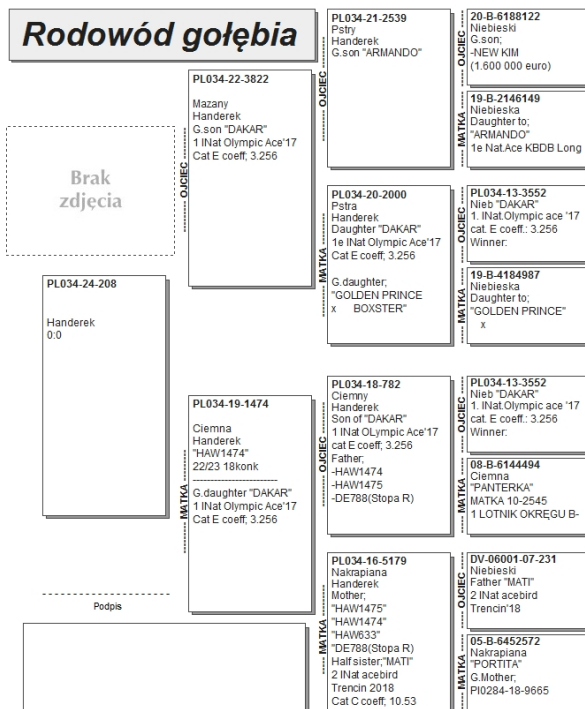 Rodowód gołębia
Brak
zdjęcia
PL034-24-208
Handerek
0:0
Podpis
OJCIEC
PL034-22-3822
Mazany
Handerek
G.son "DAKAR"
1 INat Olympic Ace'17
Cat E coeff; 3.256
MATKA
PL034-19-1474
Ciemna
Handerek
"HAW1474"
22/23 18konk
-------------------------
G.daughter "DAKAR"
1 INat Olympic Ace'17
Cat E coeff; 3.256
OJCIEC
PL034-21-2539
Pstry
Handerek
G.son "ARMANDO"
MATKA
PL034-20-2000
Pstra
Handerek
Daughter "DAKAR"
1e INat Olympic Ace'17
Cat E coeff; 3.256
G.daughter;
"GOLDEN PRINCE
x BOXSTER"
OJCIEC
PL034-18-782
Ciemny
Handerek
Son of "DAKAR"
1 INat OLympic Ace'17
cat E coeff; 3.256
Father;
-HAW1474
-HAW1475
-DE788(Stopa R)
MATKA
PL034-16-5179
Nakrapiana
Handerek
Mother;
"HAW1475"
"HAW1474"
"HAW633"
"DE788(Stopa R)
Half sister;"MATI"
2 INat acebird
Trencin 2018
Cat C coeff; 10.53
OJCIEC
20-B-6188122
Niebieski
G.son;
-NEW KIM
(1.600 000 euro)
MATKA
19-B-2146149
Niebieska
Daughter to;
"ARMANDO"
1e Nat.Ace KBDB Long
OJCIEC
PL034-13-3552
Nieb "DAKAR"
1. INat.Olympic ace '17
cat. E coeff.: 3.256
Winner:
MATKA
19-B-4184987
Niebieska
Daughter to;
"GOLDEN PRINCE"
x
OJCIEC
PL034-13-3552
Nieb "DAKAR"
1. INat.Olympic ace '17
cat. E coeff.: 3.256
Winner:
MATKA
08-B-6144494
Ciemna
"PANTERKA"
MATKA 10-2545
1 LOTNIK OKRĘGU B-
OJCIEC
DV-06001-07-231
Niebieski
Father "MATI"
2 INat acebird
Trencin'18
MATKA
05-B-6452572
Nakrapiana
"PORTITA"
G.Mother;
Pl0284-18-9665